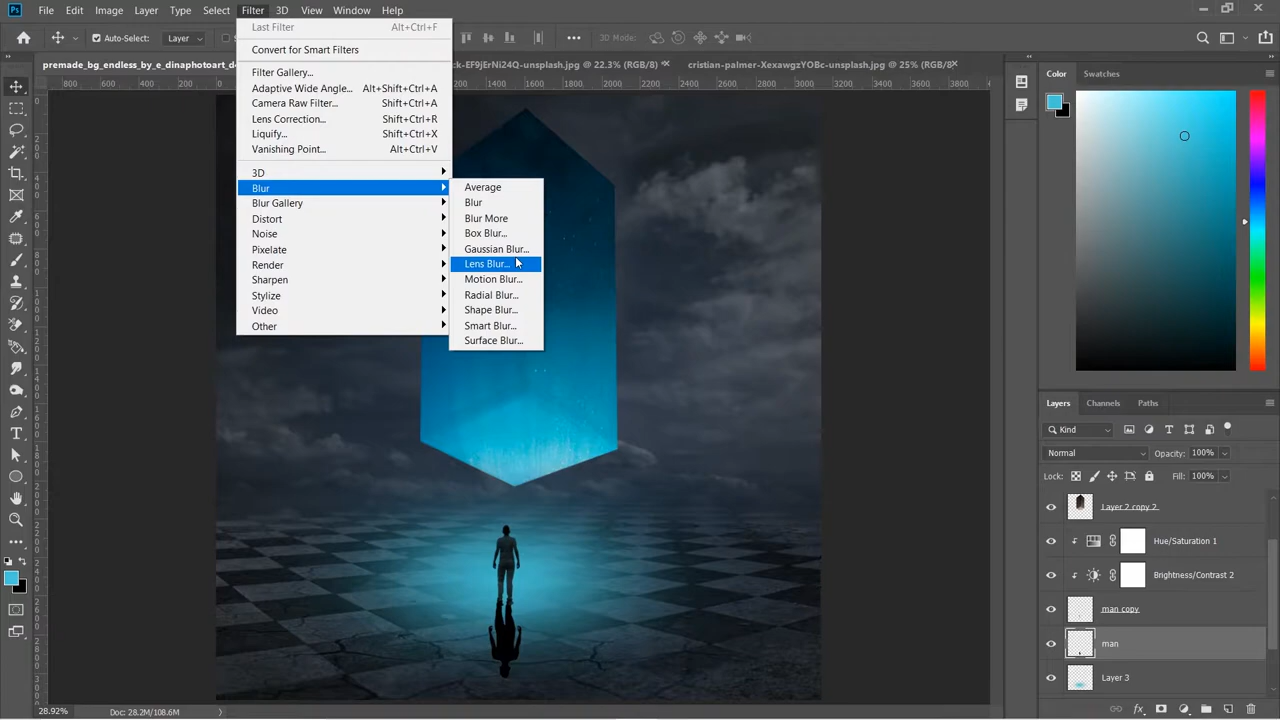 Ps File Edit Image Layer Type Select Filter 3D View Window Help
Last Filter Alt+Ctrl+F
Auto-Select: Layer
3D Mode:
Convert for Smart Filters
premade_bg_endless_by_e_dinaphotoart_d
ck-EF9jErNi24Q-unsplash.jpg @ 22.3% (RGB/8)
cristian-palmer-XexawgzYOBc-unsplash.jpg @ 25% (RGB/8
Filter Gallery...
Adaptive Wide Angle... Alt+Shift+Ctrl+A
Camera Raw Filter... Shift+Ctrl+A
Lens Correction... Shift+Ctrl+R
Liquify... Shift+Ctrl+X
Vanishing Point... Alt+Ctrl+V
3D
Blur
Blur Gallery
Distort
Noise
Pixelate
Render
Sharpen
Stylize
Video
Other
Average
Blur
Blur More
Box Blur...
Gaussian Blur...
Lens Blur...
Motion Blur...
Radial Blur...
Shape Blur...
Smart Blur...
Surface Blur...
1200 1400 1600 1800 2000 2200 2400 2600 2800 3000 3200 3400 3600 3800 4000
Color Swatches
Layers Channels Paths
Kind
Normal Opacity: 100%
Lock: Fill: 100%
Layer 2 copy 2
Hue/Saturation 1
Brightness/Contrast 2
man copy
man
Layer 3
28.92% Doc: 28.2M/108.6M